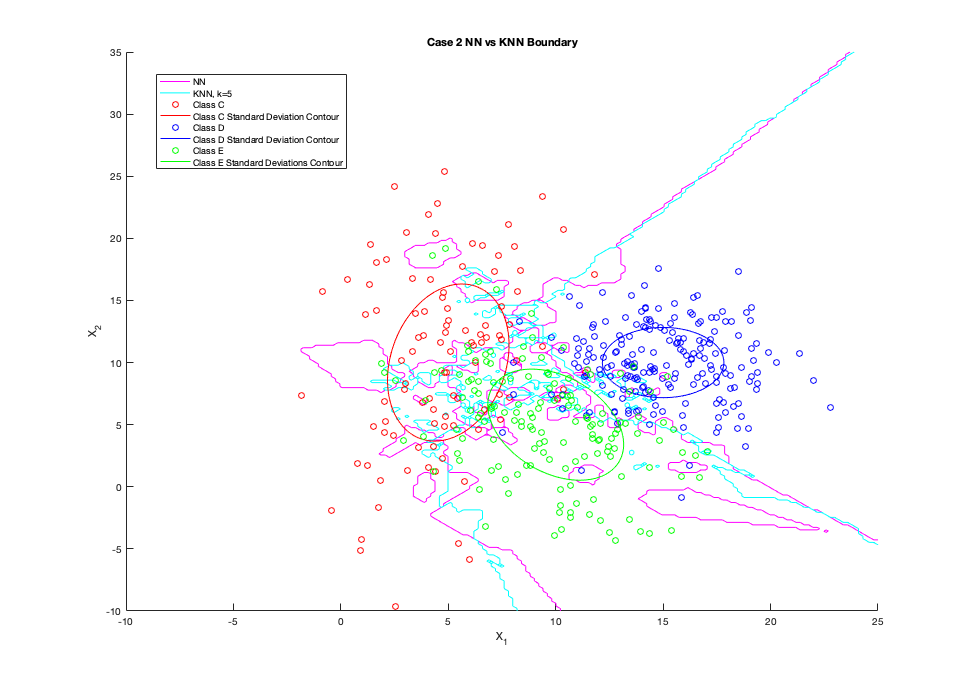 Case 2 NN vs KNN Boundary
35
30
25
20
15
10
5
0
-5
-10
X2
NN
KNN, k=5
Class C
Class C Standard Deviation Contour
Class D
Class D Standard Deviation Contour
Class E
Class E Standard Deviations Contour
-10 -5 0 5 10 15 20 25
X1